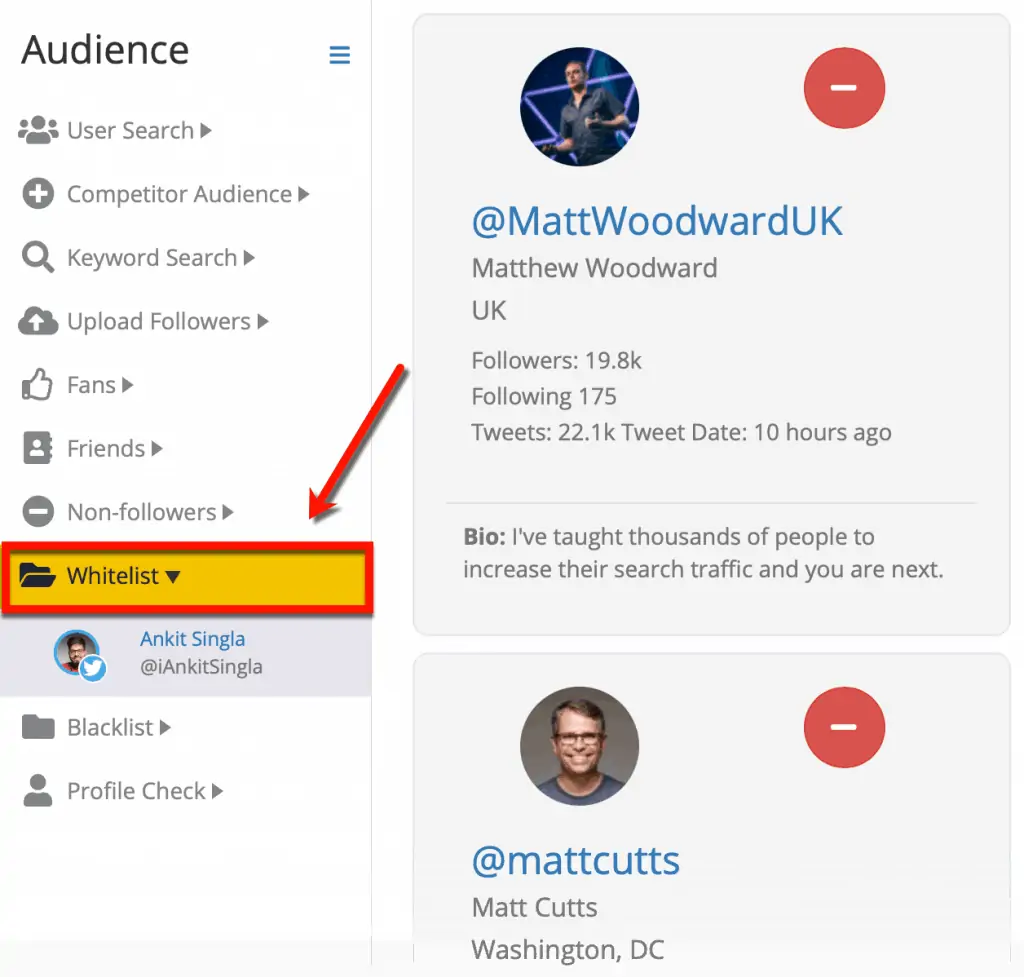 Audience
User Search
Competitor Audience
Keyword Search
Upload Followers
Fans
Friends
Non-followers
Whitelist
Ankit Singla
@iAnkitSingla
Blacklist
Profile Check
@MattWoodwardUK
Matthew Woodward
UK
Followers: 19.8k
Following 175
Tweets: 22.1k Tweet Date: 10 hours ago
Bio: I've taught thousands of people to
increase their search traffic and you are next.
@mattcutts
Matt Cutts
Washington, DC